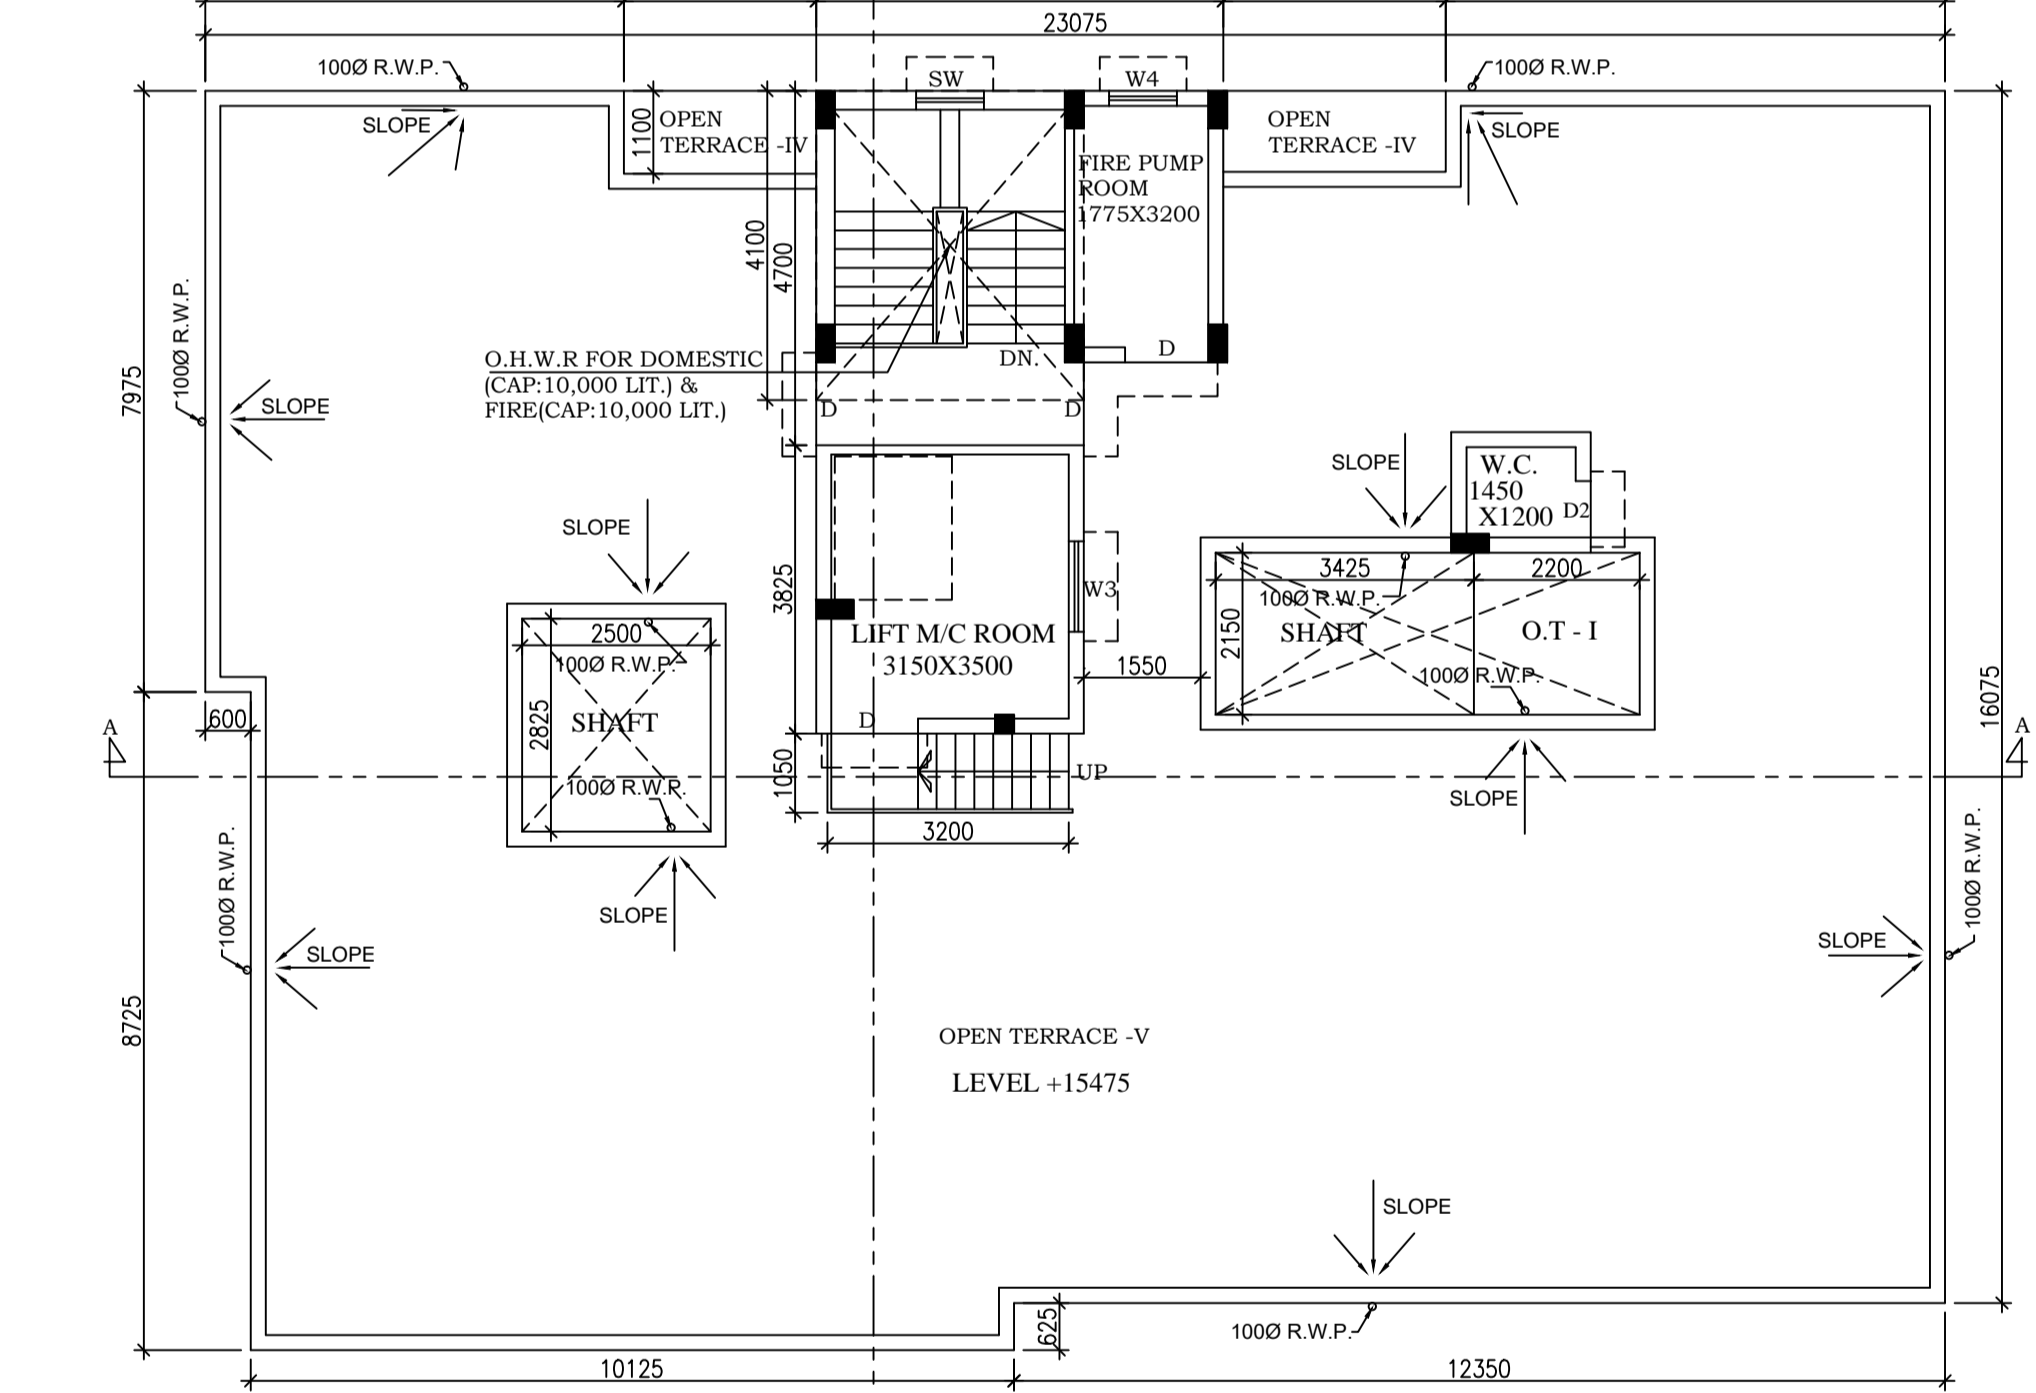 23075
100Ø R.W.P.
SW
W4
100Ø R.W.P.
SLOPE
1100
OPEN
TERRACE -IV
OPEN
TERRACE -IV
SLOPE
FIRE PUMP
ROOM
1775X3200
4100
4700
100Ø R.W.P.
7975
SLOPE
O.H.W.R FOR DOMESTIC
(CAP:10,000 LIT.) &
FIRE(CAP:10,000 LIT.)
DN.
D
D
D
SLOPE
W.C.
1450
X1200
D2
SLOPE
3825
W3
3425
2200
100Ø R.W.P.
2150
SHAFT
O.T - I
100Ø R.W.P.
2500
100Ø R.W.P.
2825
SHAFT
100Ø R.W.P.
LIFT M/C ROOM
3150X3500
1550
16075
600
A
A
D
1050
UP
SLOPE
3200
100Ø R.W.P.
SLOPE
SLOPE
8725
SLOPE
100Ø R.W.P.
OPEN TERRACE -V
LEVEL +15475
SLOPE
625
100Ø R.W.P.
10125
12350